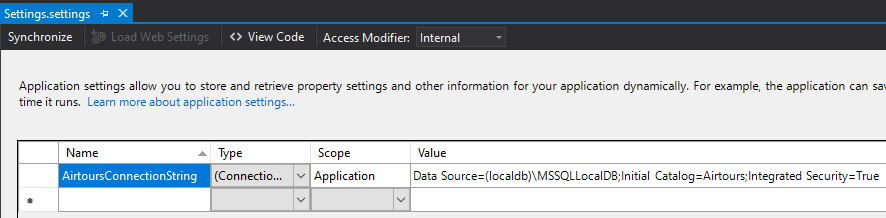 Settings.settings
Synchronize Load Web Settings View Code Access Modifier: Internal
Application settings allow you to store and retrieve property settings and other information for your application dynamically. For example, the application can sav
time it runs. Learn more about application settings...
Name Type Scope Value
AirtoursConnectionString (Connectio... Application Data Source=(localdb)\MSSQLLocalDB;Initial Catalog=Airtours;Integrated Security=True